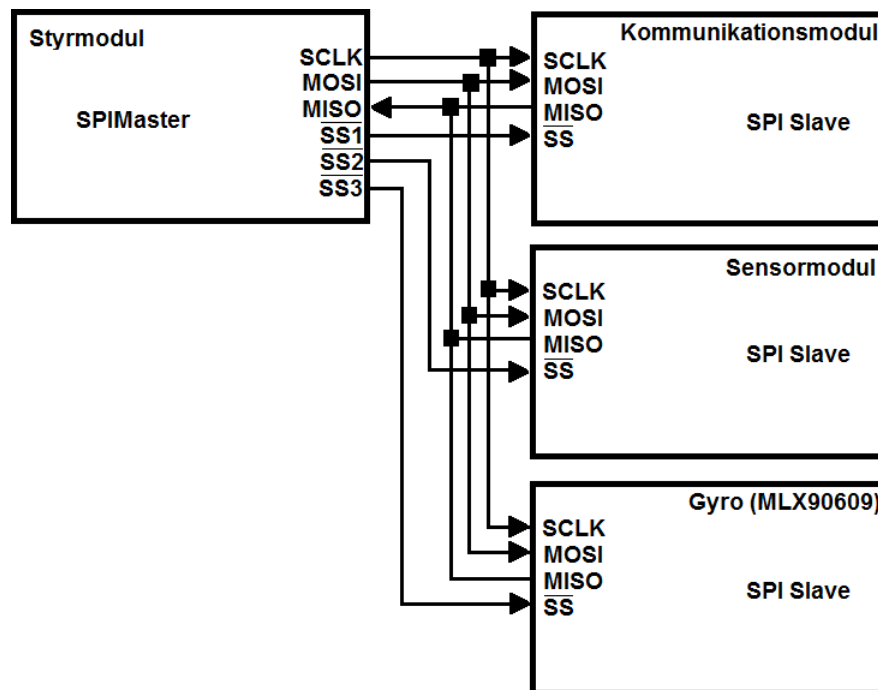 Styrmodul
SPIMaster
SCLK
MOSI
MISO
SS1
SS2
SS3
Kommunikationsmodul
SCLK
MOSI
MISO
SS
SPI Slave
Sensormodul
SCLK
MOSI
MISO
SS
SPI Slave
Gyro (MLX90609)
SCLK
MOSI
MISO
SS
SPI Slave